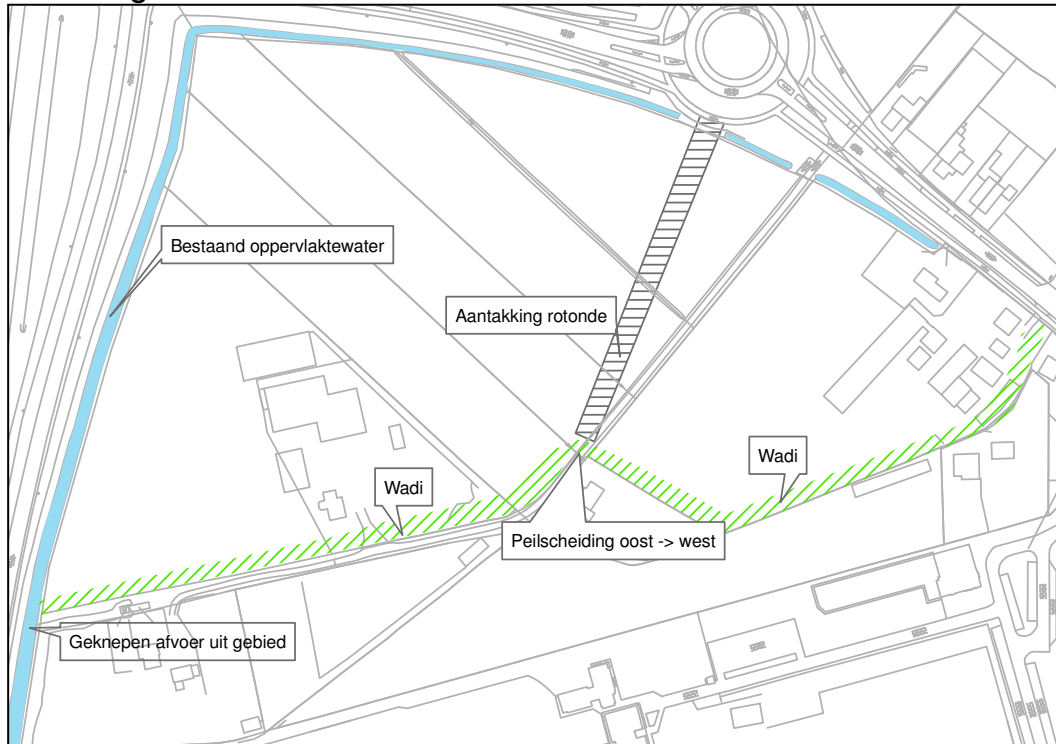 Bestaand oppervlaktewater
Aantakking rotonde
Wadi
Wadi
Peilscheiding oost -> west
Geknepen afvoer uit gebied